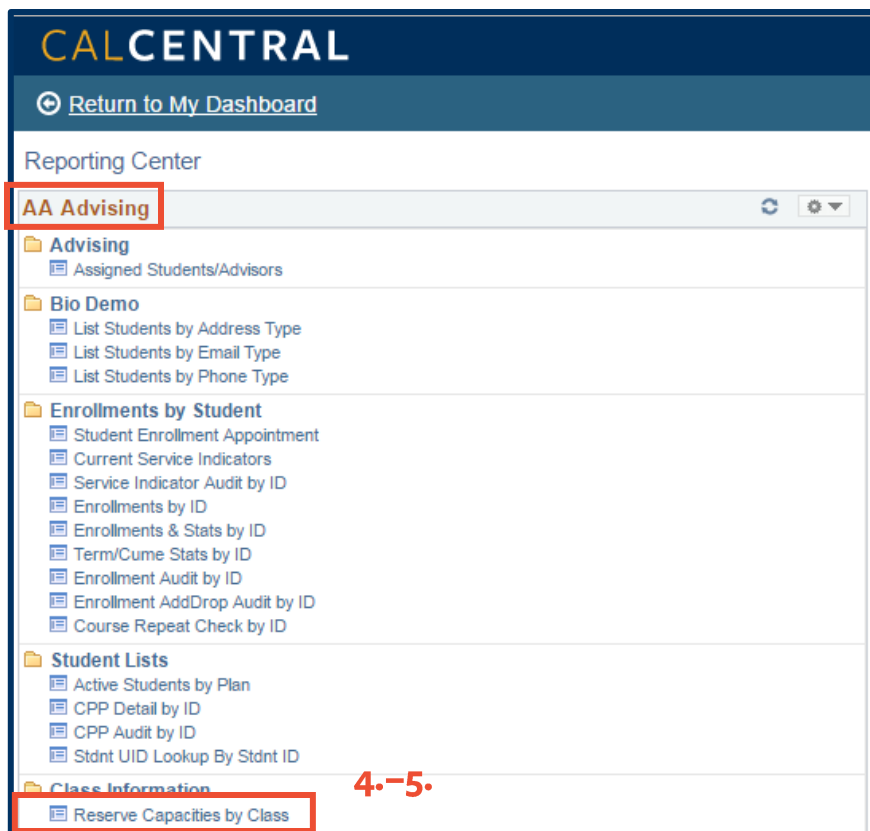 CALCENTRAL
Return to My Dashboard
Reporting Center
AA Advising
Advising
Assigned Students/Advisors
Bio Demo
List Students by Address Type
List Students by Email Type
List Students by Phone Type
Enrollments by Student
Student Enrollment Appointment
Current Service Indicators
Service Indicator Audit by ID
Enrollments by ID
Enrollments & Stats by ID
Term/Cume Stats by ID
Enrollment Audit by ID
Enrollment AddDrop Audit by ID
Course Repeat Check by ID
Student Lists
Active Students by Plan
CPP Detail by ID
CPP Audit by ID
Stdnt UID Lookup By Stdnt ID
Class Information
4.–5.
Reserve Capacities by Class